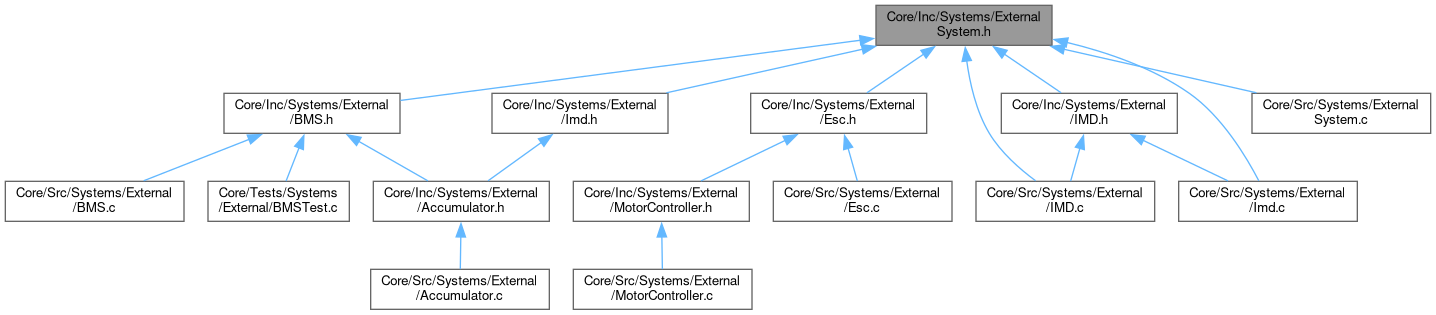 Core/Inc/Systems/External
System.h
Core/Inc/Systems/External
/BMS.h
Core/Inc/Systems/External
/Imd.h
Core/Inc/Systems/External
/Esc.h
Core/Inc/Systems/External
/IMD.h
Core/Src/Systems/External
System.c
Core/Src/Systems/External
/BMS.c
Core/Tests/Systems
/External/BMSTest.c
Core/Inc/Systems/External
/Accumulator.h
Core/Inc/Systems/External
/MotorController.h
Core/Src/Systems/External
/Esc.c
Core/Src/Systems/External
/IMD.c
Core/Src/Systems/External
/Imd.c
Core/Src/Systems/External
/Accumulator.c
Core/Src/Systems/External
/MotorController.c